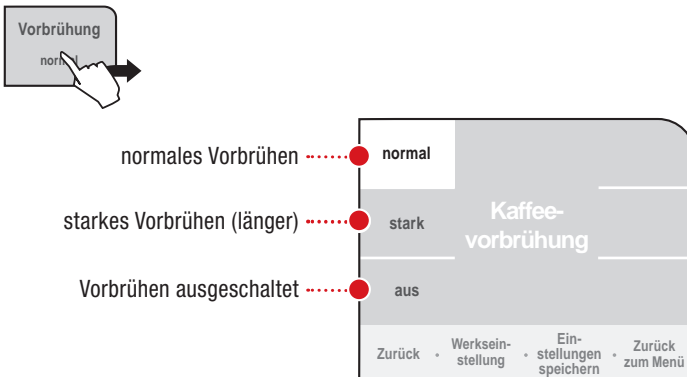 Vorbrühung
normal
normales Vorbrühen
normal
starkes Vorbrühen (länger)
stark
Kaffee-
vorbrühung
Vorbrühen ausgeschaltet
aus
Zurück
Werksein-
stellung
Ein-
stellungen
speichern
Zurück
zum Menü